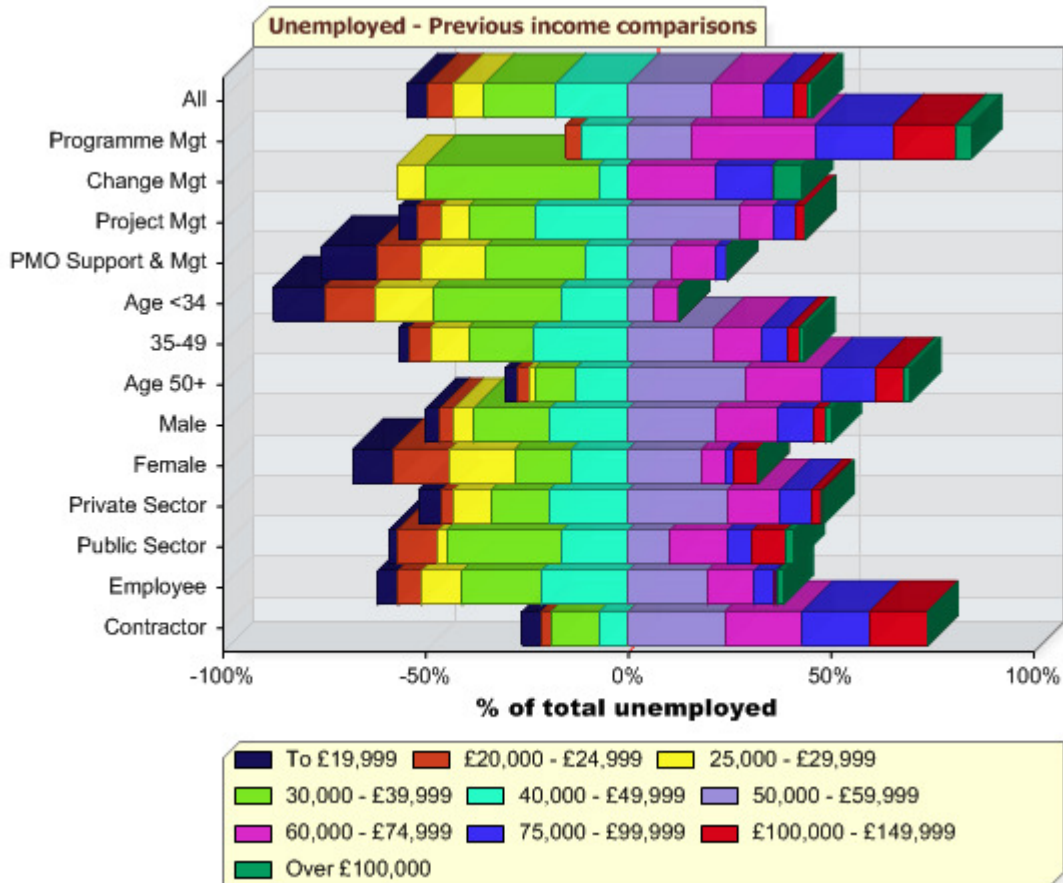 Unemployed - Previous income comparisons
All
Programme Mgt
Change Mgt
Project Mgt
PMO Support & Mgt
Age <34
35-49
Age 50+
Male
Female
Private Sector
Public Sector
Employee
Contractor
-100% -50% 0% 50% 100%
% of total unemployed
To £19,999 £20,000 - £24,999 25,000 - £29,999
30,000 - £39,999 40,000 - £49,999 50,000 - £59,999
60,000 - £74,999 75,000 - £99,999 £100,000 - £149,999
Over £100,000